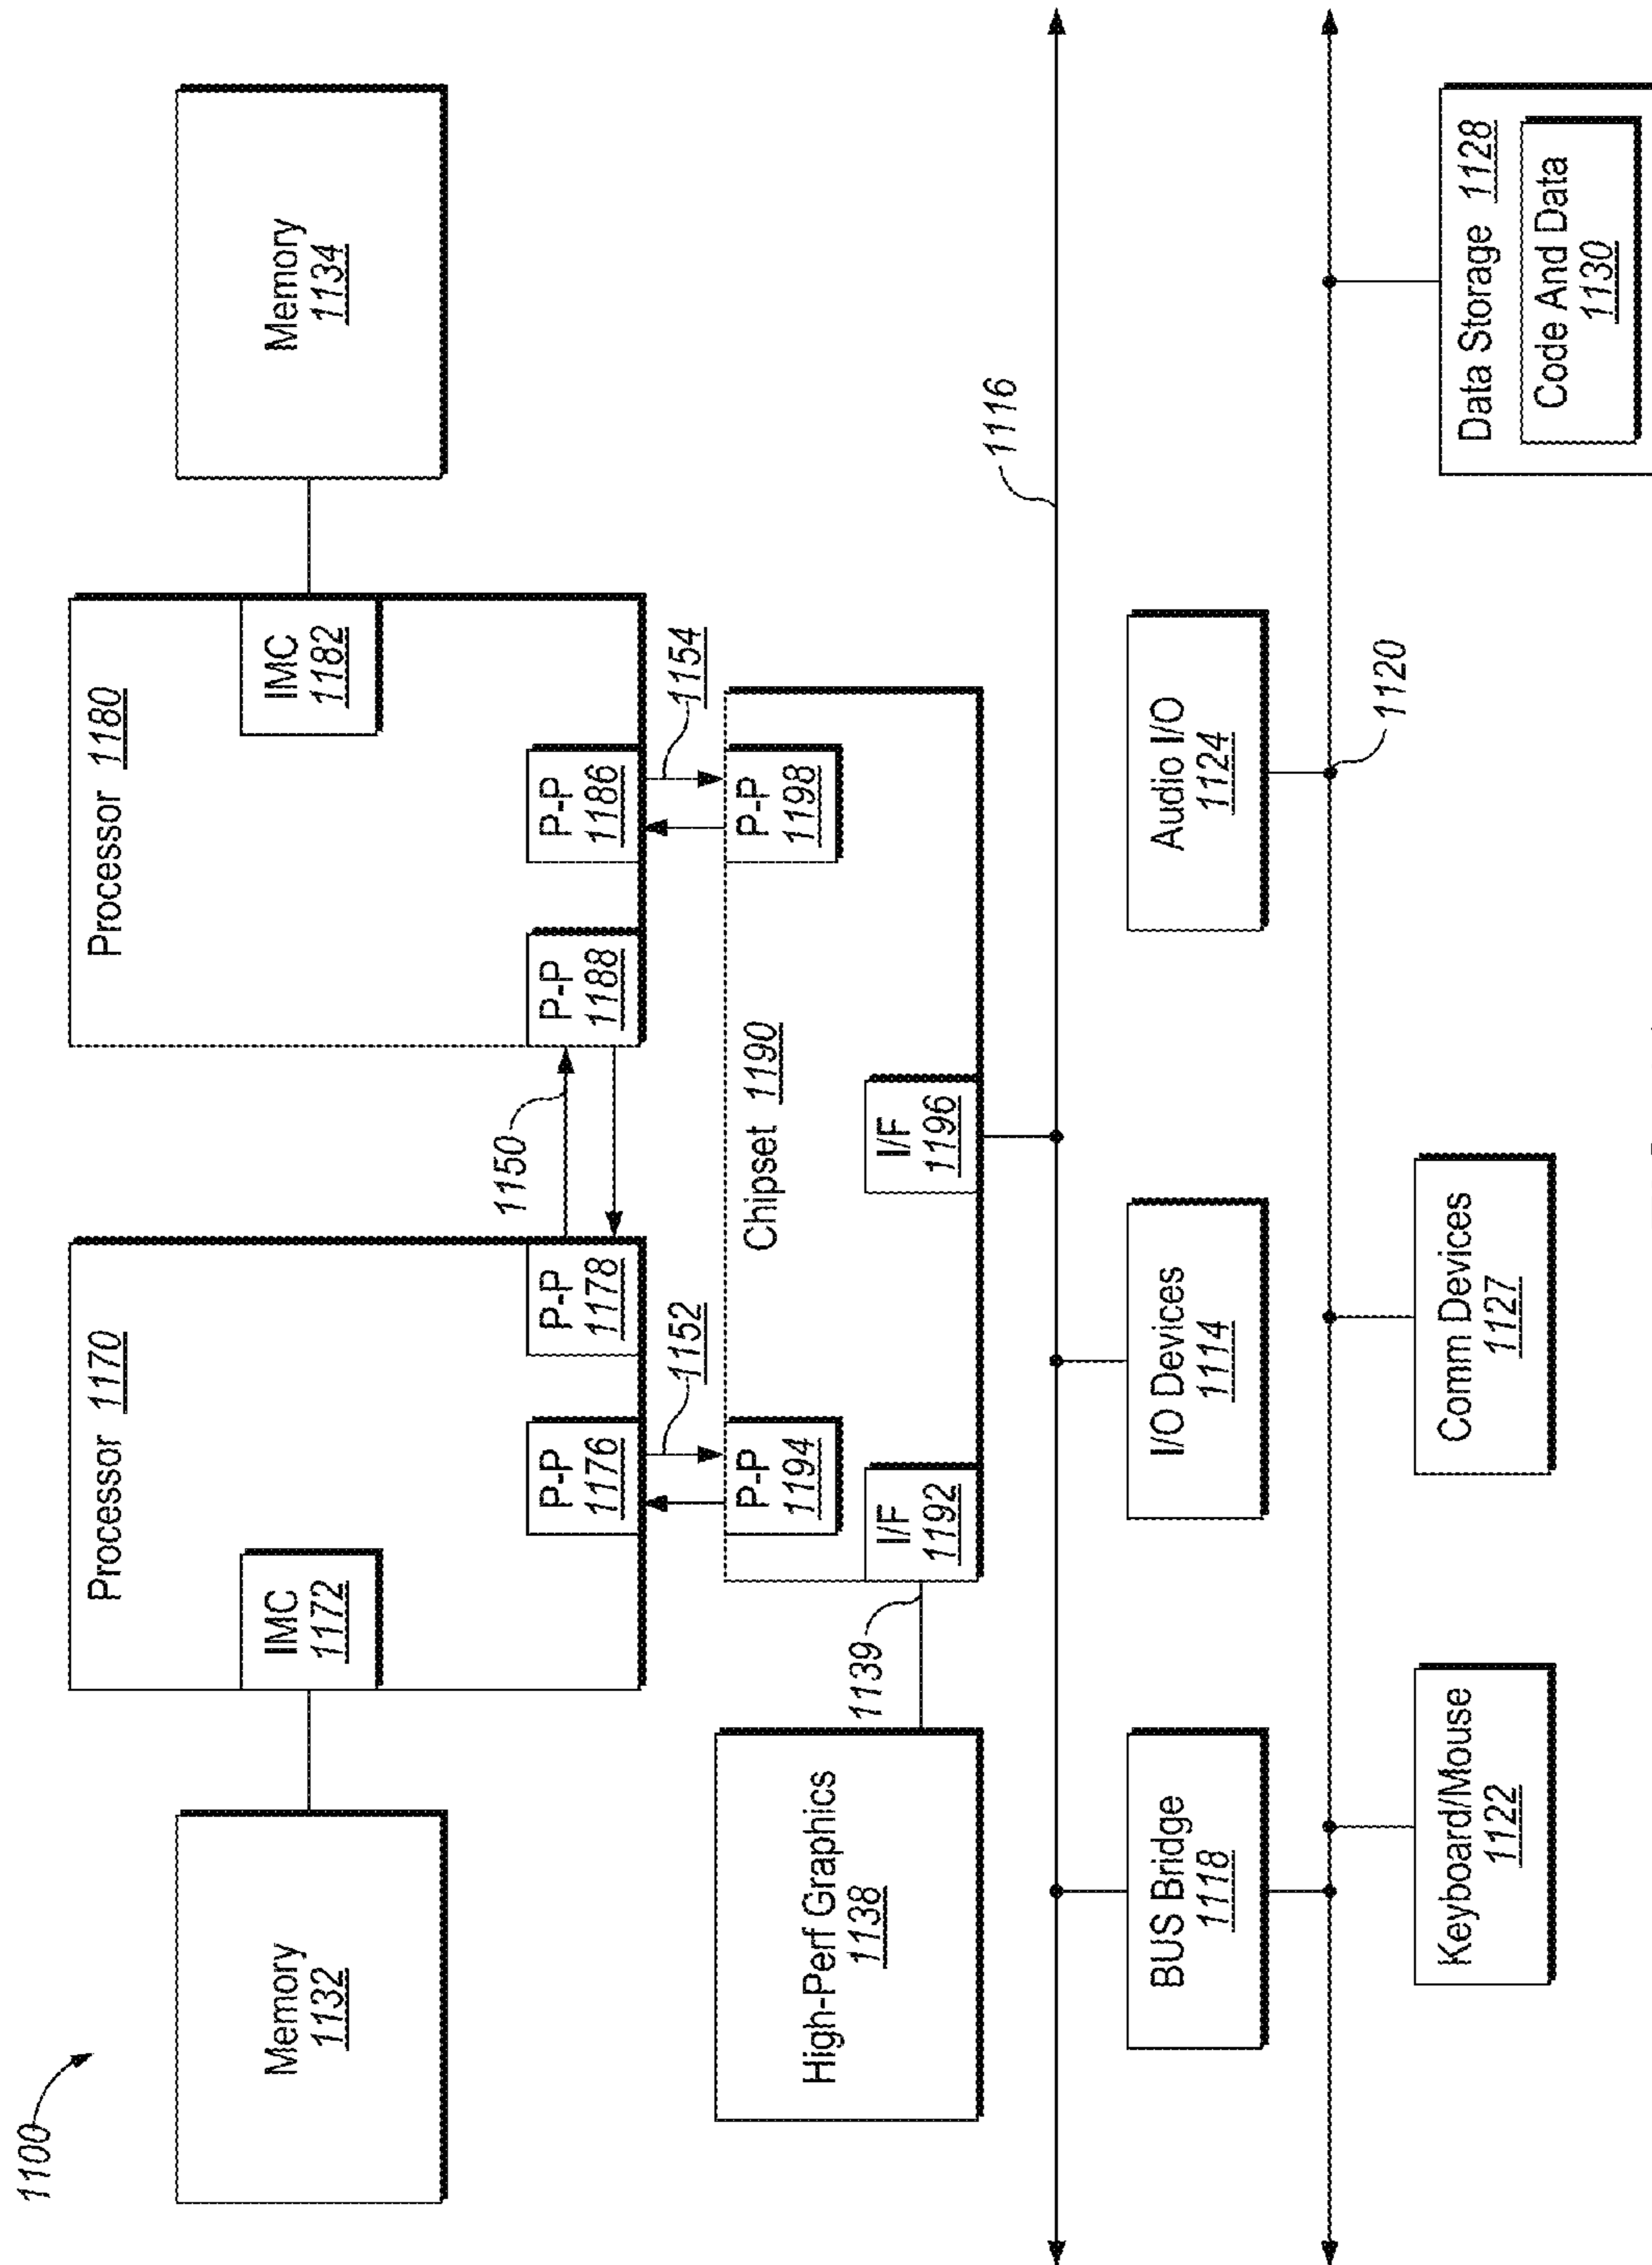 1100
Memory
1132
Processor 1170
IMC
1172
P-P
1176
P-P
1178
1150
Processor 1180
IMC
1182
P-P
1188
P-P
1186
Memory
1134
1152
1154
High-Perf Graphics
1138
1139
Chipset 1190
P-P
1194
P-P
1198
I/F
1192
I/F
1196
1116
BUS Bridge
1118
I/O Devices
1114
Audio I/O
1124
1120
Keyboard/Mouse
1122
Comm Devices
1127
Data Storage 1128
Code And Data
1130